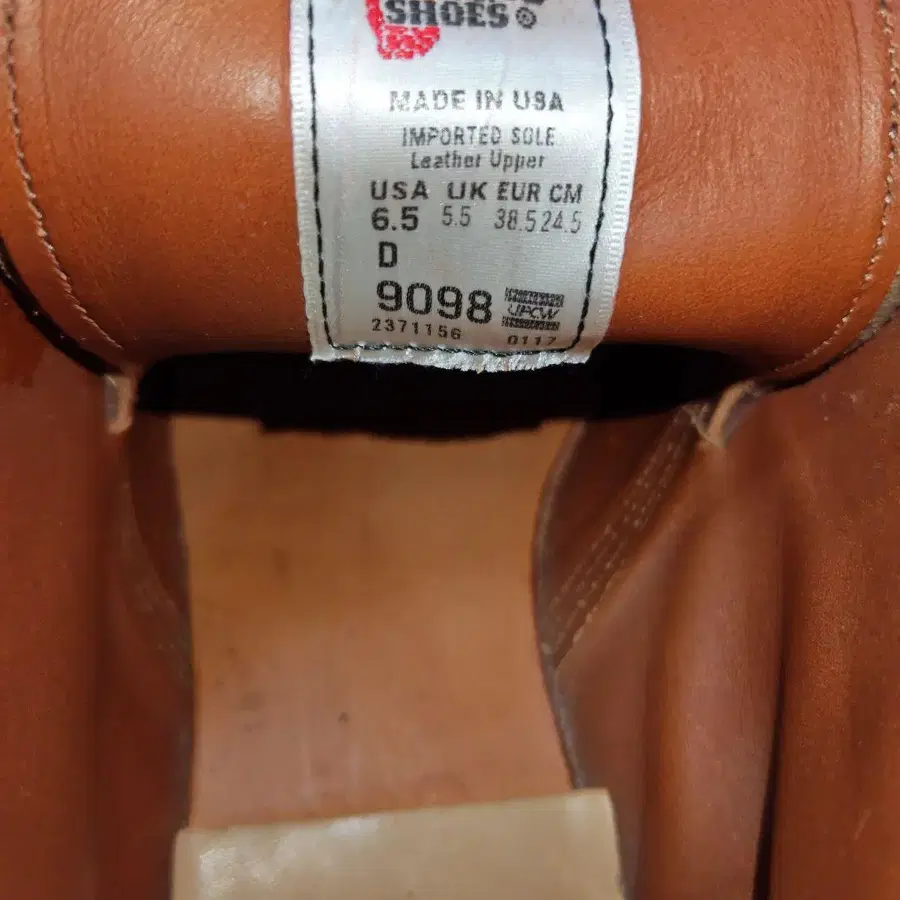 SHOES®
MADE IN USA
IMPORTED SOLE
Leather Upper
USA UK EUR CM
6.5 5.5 38.5 24.5
D
9098 UPCW
2371156 0117